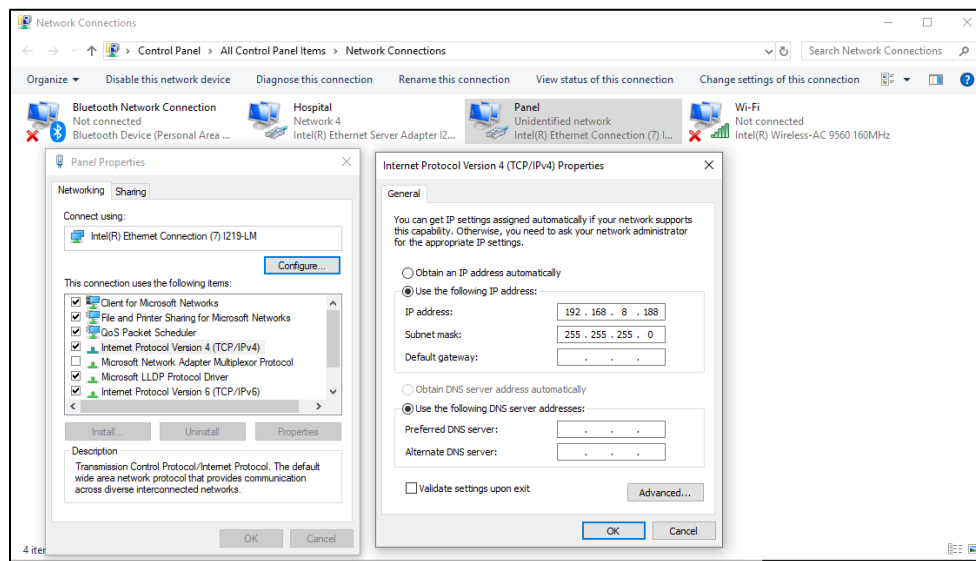 Network Connections
Control Panel > All Control Panel Items > Network Connections
Search Network Connections
Organize Disable this network device Diagnose this connection Rename this connection View status of this connection Change settings of this connection
Bluetooth Network Connection
Not connected
Bluetooth Device (Personal Area ...
Hospital
Network 4
Intel(R) Ethernet Server Adapter I2...
Panel
Unidentified network
Intel(R) Ethernet Connection (7) I...
Wi-Fi
Not connected
Intel(R) Wireless-AC 9560 160MHz
Panel Properties
Networking Sharing
Connect using:
Intel(R) Ethernet Connection (7) I219-LM
Configure...
This connection uses the following items:
Client for Microsoft Networks
File and Printer Sharing for Microsoft Networks
QoS Packet Scheduler
Internet Protocol Version 4 (TCP/IPv4)
Microsoft Network Adapter Multiplexor Protocol
Microsoft LLDP Protocol Driver
Internet Protocol Version 6 (TCP/IPv6)
Install... Uninstall Properties
Description
Transmission Control Protocol/Internet Protocol. The default
wide area network protocol that provides communication
across diverse interconnected networks.
OK Cancel
Internet Protocol Version 4 (TCP/IPv4) Properties
General
You can get IP settings assigned automatically if your network supports
this capability. Otherwise, you need to ask your network administrator
for the appropriate IP settings.
Obtain an IP address automatically
Use the following IP address:
IP address: 192 . 168 . 8 . 188
Subnet mask: 255 . 255 . 255 . 0
Default gateway: . . .
Obtain DNS server address automatically
Use the following DNS server addresses:
Preferred DNS server: . . .
Alternate DNS server: . . .
Validate settings upon exit
Advanced...
OK Cancel
4 iter